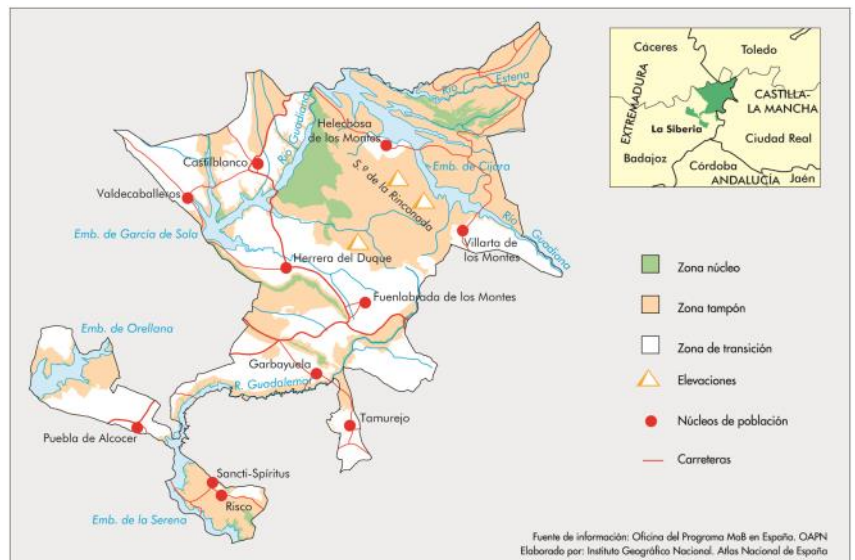 Río
Estena
Helechosa
de los Montes
Río Guadiana
Castilblanco
Emb. de Cíjara
S.ª de la Rinconada
Valdecaballeros
Emb. de García de Sola
Villarta de
los Montes
Río
Guadiana
Herrera del Duque
Fuenlabrada de los Montes
Emb. de Orellana
Garbayuela
R. Guadalemar
Tamurejo
Puebla de Alcocer
Sancti-Spíritus
Risco
Emb. de la Serena
Cáceres
Toledo
EXTREMADURA
CASTILLA-
LA MANCHA
La Siberia
Ciudad Real
Badajoz
Córdoba
ANDALUCÍA
Jaén
Zona núcleo
Zona tampón
Zona de transición
Elevaciones
Núcleos de población
Carreteras
Fuente de información: Oficina del Programa MaB en España. OAPN
Elaborado por: Instituto Geográfico Nacional. Atlas Nacional de España